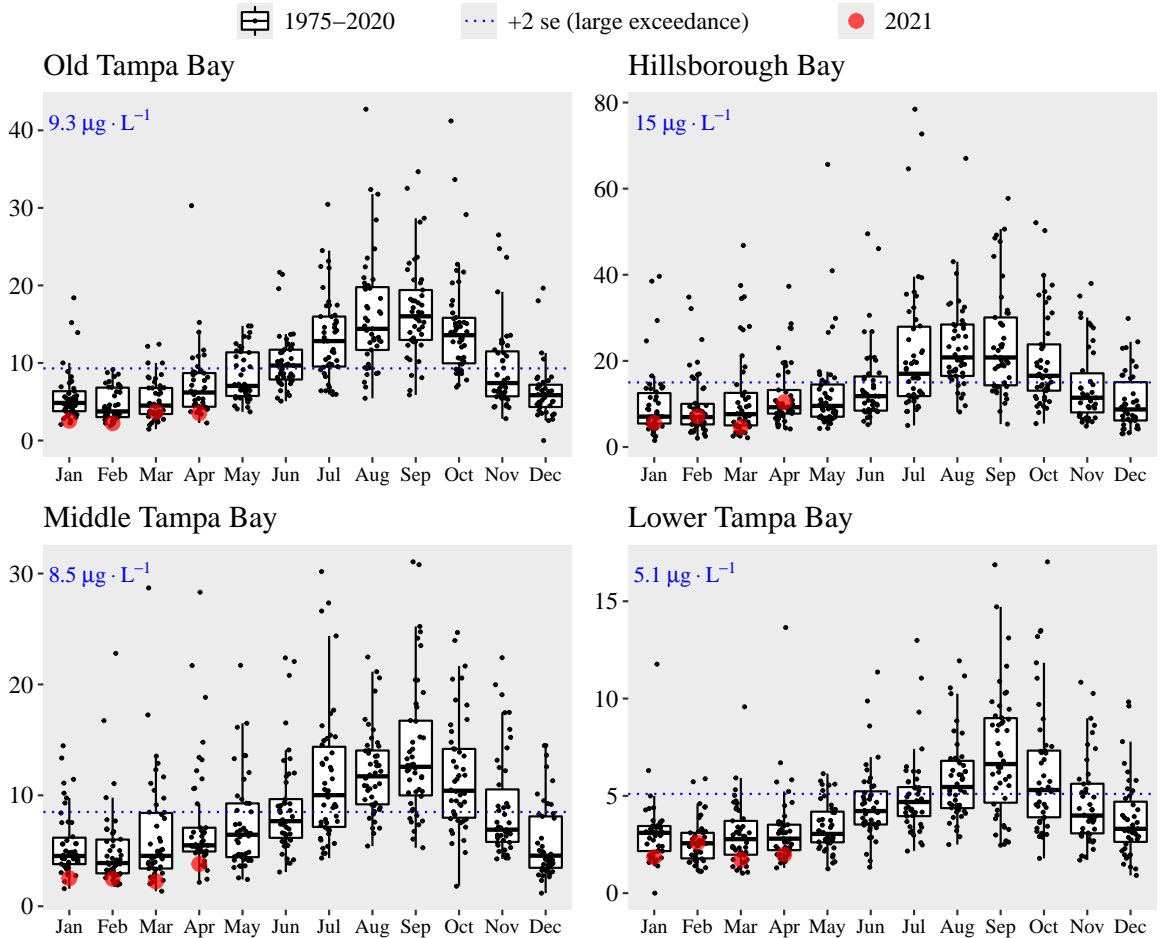 1975−2020 +2 se (large exceedance) 2021
Old Tampa Bay
9.3 μg · L⁻¹
40
30
20
10
0
Jan Feb Mar Apr May Jun Jul Aug Sep Oct Nov Dec
Hillsborough Bay
15 μg · L⁻¹
80
60
40
20
0
Jan Feb Mar Apr May Jun Jul Aug Sep Oct Nov Dec
Middle Tampa Bay
8.5 μg · L⁻¹
30
20
10
0
Jan Feb Mar Apr May Jun Jul Aug Sep Oct Nov Dec
Lower Tampa Bay
5.1 μg · L⁻¹
15
10
5
0
Jan Feb Mar Apr May Jun Jul Aug Sep Oct Nov Dec